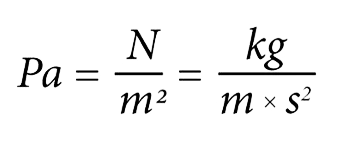 Pa = N/m² = kg/m × s²